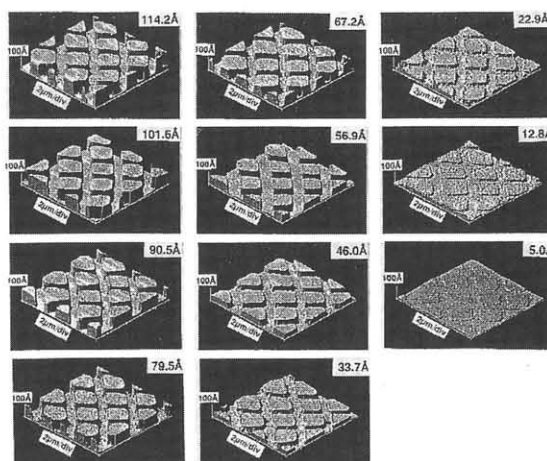 114.2Å
100Å
2µm/div
67.2Å
100Å
2µm/div
22.9Å
100Å
2µm/div
101.6Å
100Å
2µm/div
56.9Å
100Å
2µm/div
12.8Å
100Å
2µm/div
90.5Å
100Å
2µm/div
46.0Å
100Å
2µm/div
5.0Å
100Å
2µm/div
79.5Å
100Å
2µm/div
33.7Å
100Å
2µm/div